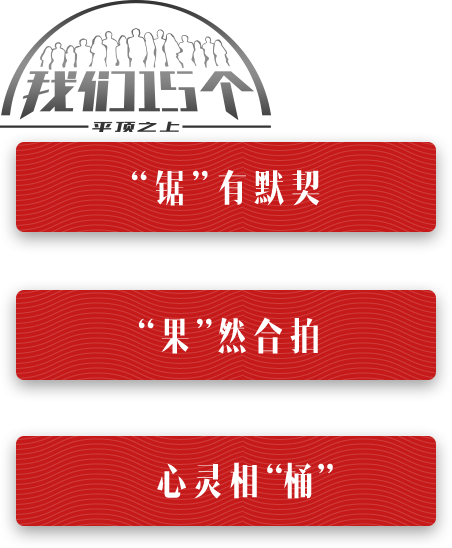 我们15个
平顶之上
“锯”有默契
“果”然合拍
心灵相“桶”